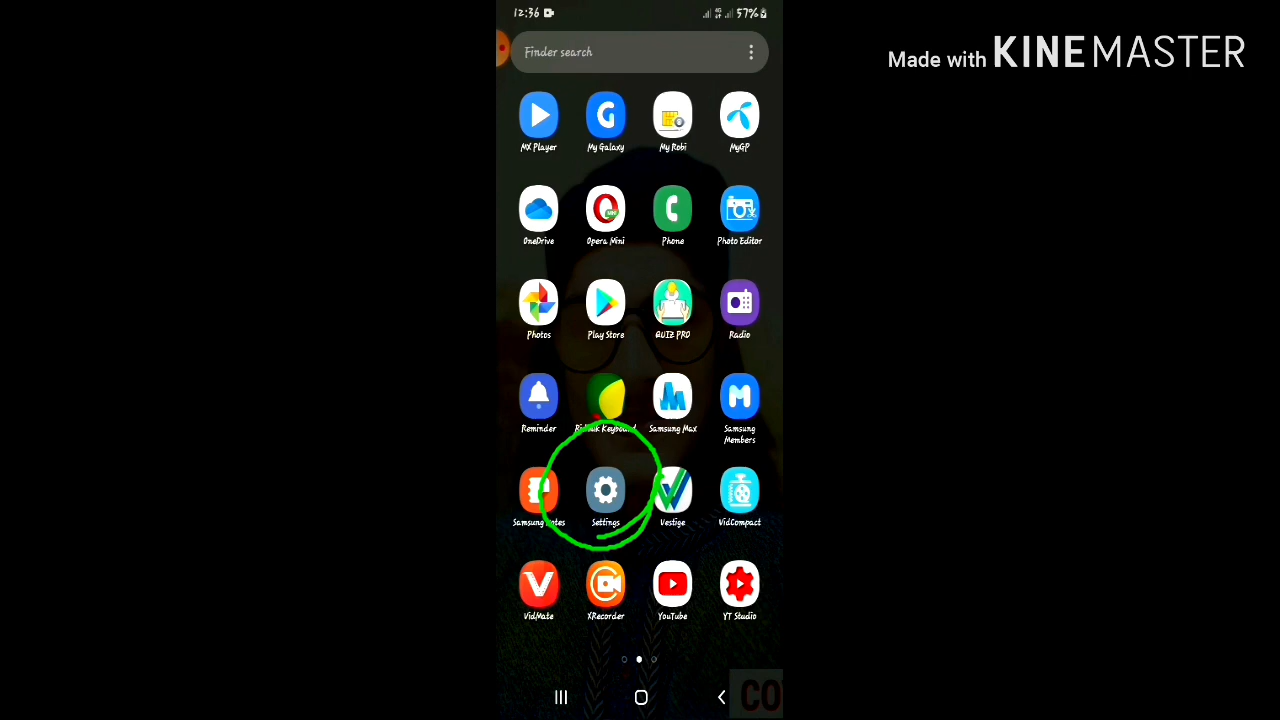 12:36
4G
57%
Made with KINEMASTER
Finder search
MX Player
My Galaxy
My Robi
MyGP
OneDrive
Opera Mini
Phone
Photo Editor
Photos
Play Store
QUIZ PRO
Radio
Reminder
Ridmik Keyboard
Samsung Max
Samsung Members
Samsung Notes
Settings
Vestige
VidCompact
VidMate
XRecorder
YouTube
YT Studio